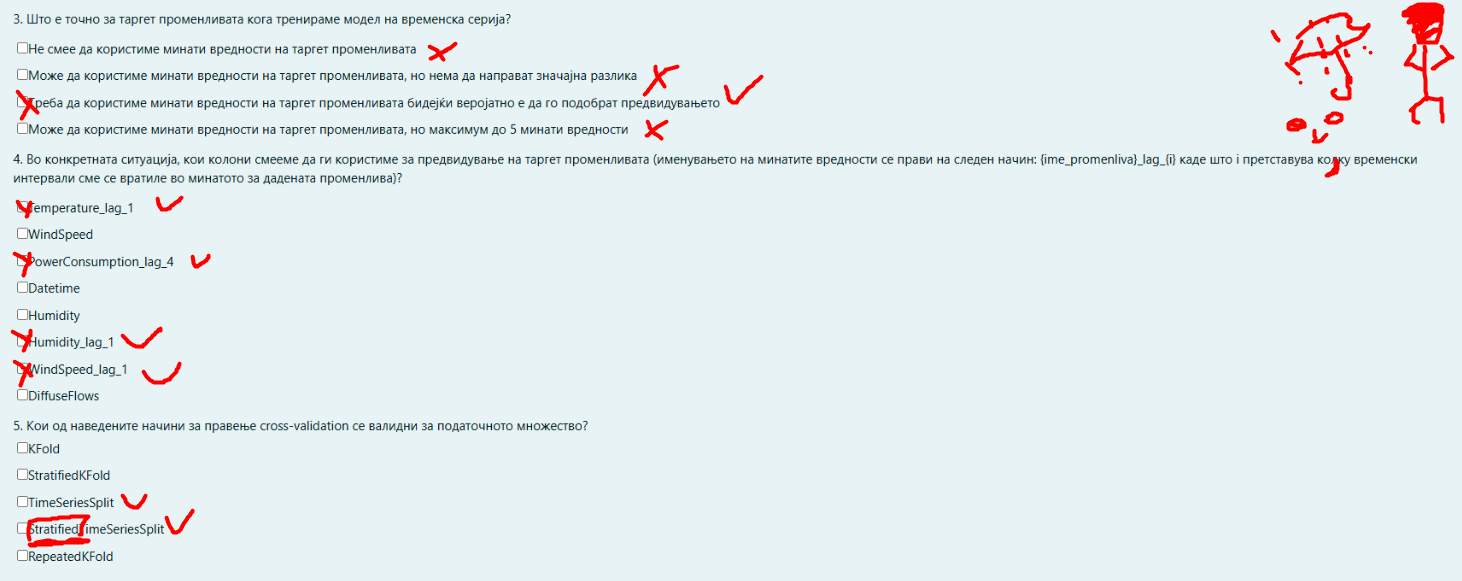 3. Што е точно за таргет променливата кога тренираме модел на временска серија?
Не смее да користиме минати вредности на таргет променливата
Може да користиме минати вредности на таргет променливата, но нема да направат значајна разлика
Треба да користиме минати вредности на таргет променливата бидејќи веројатно е да го подобрат предвидувањето
Може да користиме минати вредности на таргет променливата, но максимум до 5 минати вредности
4. Во конкретната ситуација, кои колони смееме да ги користиме за предвидување на таргет променливата (именувањето на минатите вредности се прави на следен начин: {ime_promenliva}_lag_{i} каде што i претставува колку временски
интервали сме се вратиле во минатото за дадената променлива)?
Temperature_lag_1
WindSpeed
PowerConsumption_lag_4
Datetime
Humidity
Humidity_lag_1
WindSpeed_lag_1
DiffuseFlows
5. Кои од наведените начини за правење cross-validation се валидни за податочното множество?
KFold
StratifiedKFold
TimeSeriesSplit
StratifiedTimeSeriesSplit
RepeatedKFold